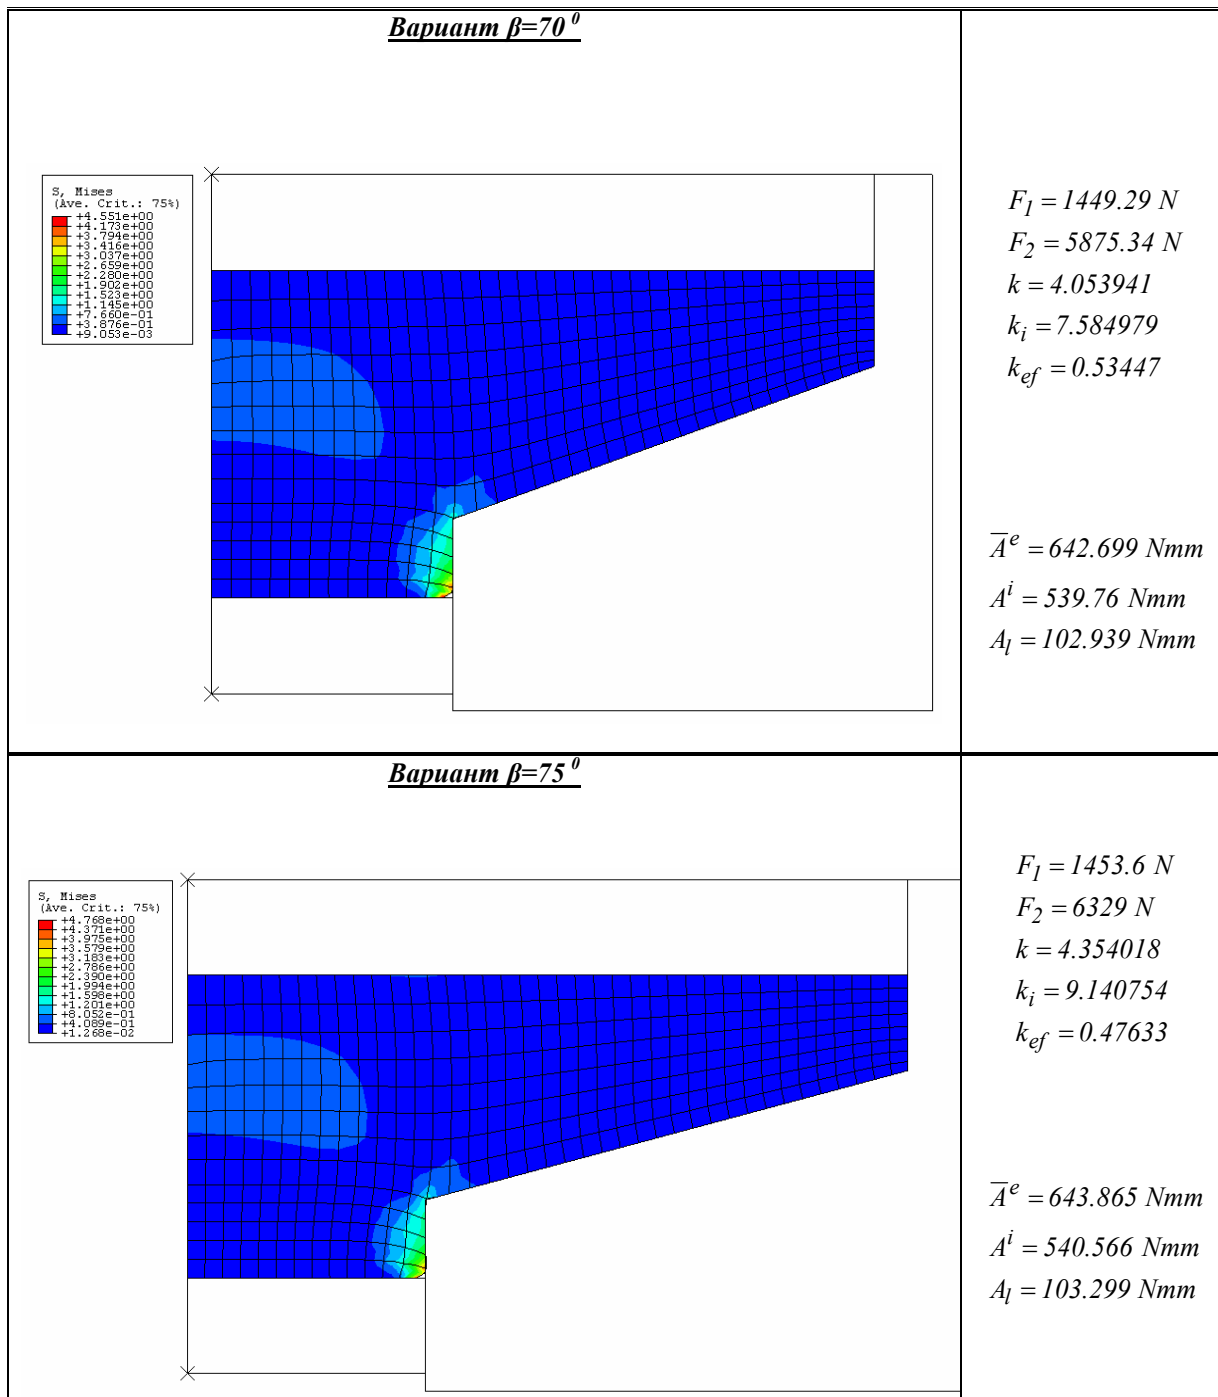 Вариант β=70⁰
S, Mises
(Ave. Crit.: 75%)
+4.551e+00
+4.173e+00
+3.794e+00
+3.416e+00
+3.037e+00
+2.659e+00
+2.280e+00
+1.902e+00
+1.523e+00
+1.145e+00
+7.660e-01
+3.876e-01
+9.053e-03
F₁ = 1449.29 N
F₂ = 5875.34 N
k = 4.053941
kᵢ = 7.584979
k_ef = 0.53447
A̅ᵉ = 642.699 Nmm
Aⁱ = 539.76 Nmm
Aₗ = 102.939 Nmm
Вариант β=75⁰
S, Mises
(Ave. Crit.: 75%)
+4.768e+00
+4.371e+00
+3.975e+00
+3.579e+00
+3.183e+00
+2.786e+00
+2.390e+00
+1.994e+00
+1.598e+00
+1.201e+00
+8.052e-01
+4.089e-01
+1.268e-02
F₁ = 1453.6 N
F₂ = 6329 N
k = 4.354018
kᵢ = 9.140754
k_ef = 0.47633
A̅ᵉ = 643.865 Nmm
Aⁱ = 540.566 Nmm
Aₗ = 103.299 Nmm